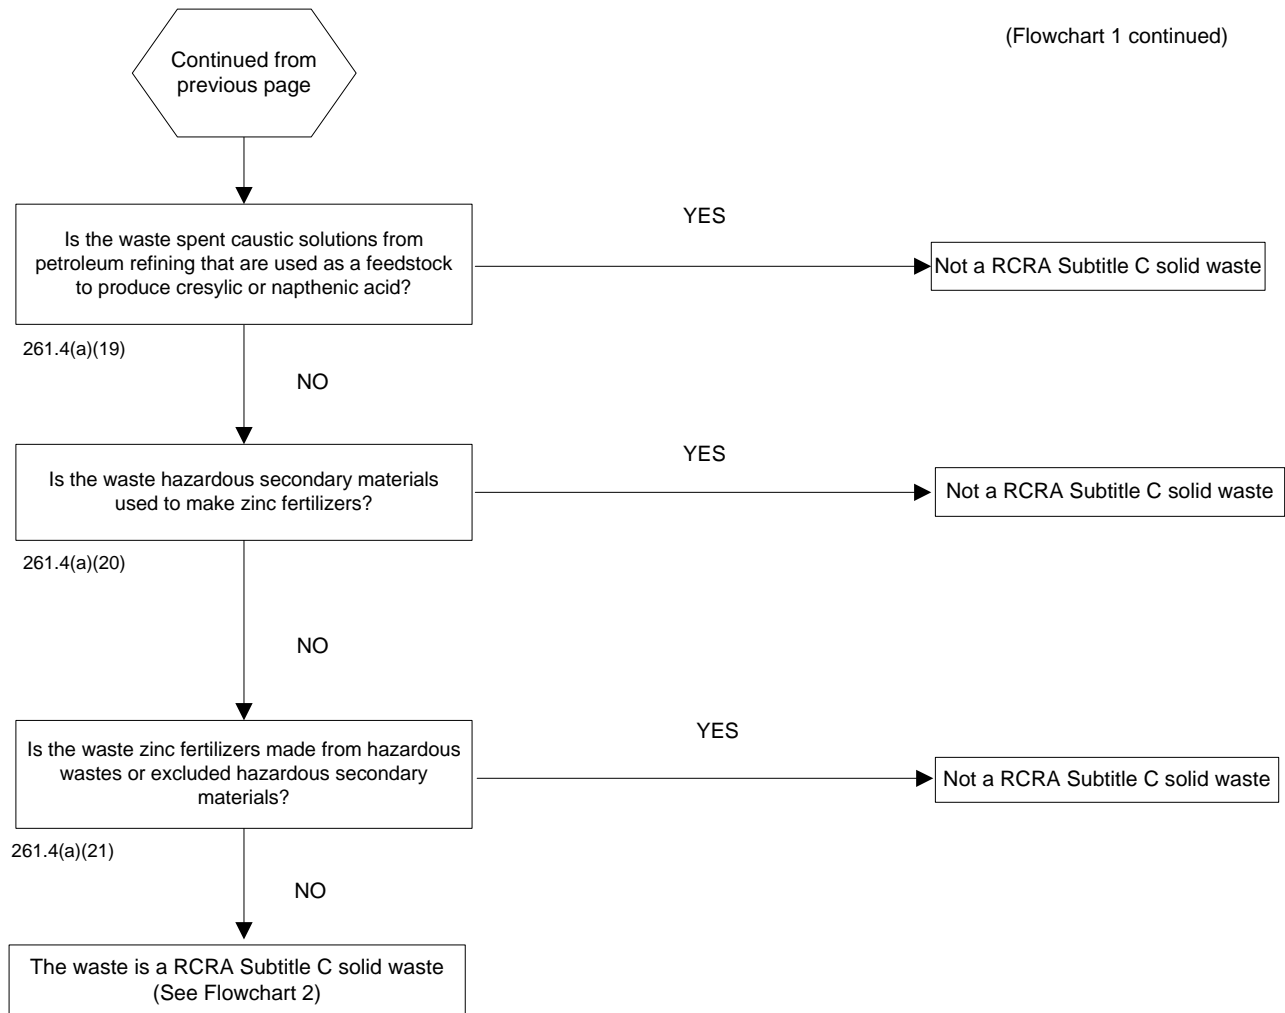 (Flowchart 1 continued)
Continued from
previous page
Is the waste spent caustic solutions from
petroleum refining that are used as a feedstock
to produce cresylic or napthenic acid?
YES
Not a RCRA Subtitle C solid waste
261.4(a)(19)
NO
Is the waste hazardous secondary materials
used to make zinc fertilizers?
YES
Not a RCRA Subtitle C solid waste
261.4(a)(20)
NO
Is the waste zinc fertilizers made from hazardous
wastes or excluded hazardous secondary
materials?
YES
Not a RCRA Subtitle C solid waste
261.4(a)(21)
NO
The waste is a RCRA Subtitle C solid waste
(See Flowchart 2)